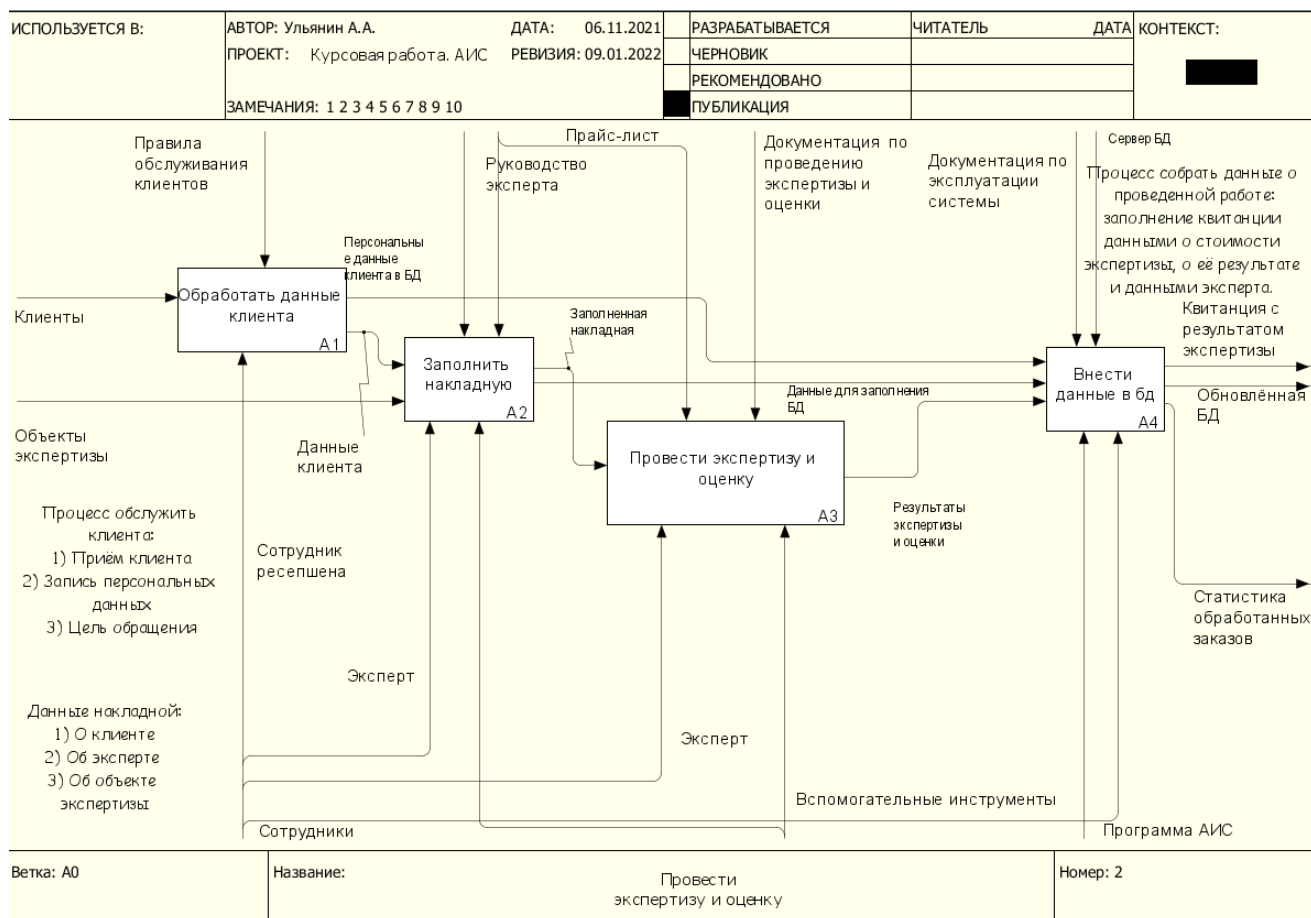 ИСПОЛЬЗУЕТСЯ В:
АВТОР: Ульянин А.А.
ДАТА: 06.11.2021
ПРОЕКТ: Курсовая работа. АИС
РЕВИЗИЯ: 09.01.2022
ЗАМЕЧАНИЯ: 1 2 3 4 5 6 7 8 9 10
РАЗРАБАТЫВАЕТСЯ
ЧЕРНОВИК
РЕКОМЕНДОВАНО
ПУБЛИКАЦИЯ
ЧИТАТЕЛЬ
ДАТА
КОНТЕКСТ:
Правила
обслуживания
клиентов
Прайс-лист
Руководство
эксперта
Документация по
проведению
экспертизы и
оценки
Документация по
эксплуатации
системы
Сервер БД
Процесс собрать данные о
проведенной работе:
заполнение квитанции
данными о стоимости
экспертизы, о её результате
и данными эксперта.
Персональны
е данные
клиента в БД
Обработать данные
клиента
A1
Клиенты
Заполненная
накладная
Квитанция с
результатом
экспертизы
Заполнить
накладную
A2
Внести
данные в бд
A4
Данные для заполнения
БД
Обновлённая
БД
Объекты
экспертизы
Данные
клиента
Провести экспертизу и
оценку
A3
Результаты
экспертизы
и оценки
Процесс обслужить
клиента:
1) Приём клиента
2) Запись персональных
данных
3) Цель обращения
Сотрудник
ресепшена
Статистика
обработанных
заказов
Эксперт
Данные накладной:
1) О клиенте
2) Об эксперте
3) Об объекте
экспертизы
Эксперт
Вспомогательные инструменты
Сотрудники
Программа АИС
Ветка: A0
Название:
Провести
экспертизу и оценку
Номер: 2